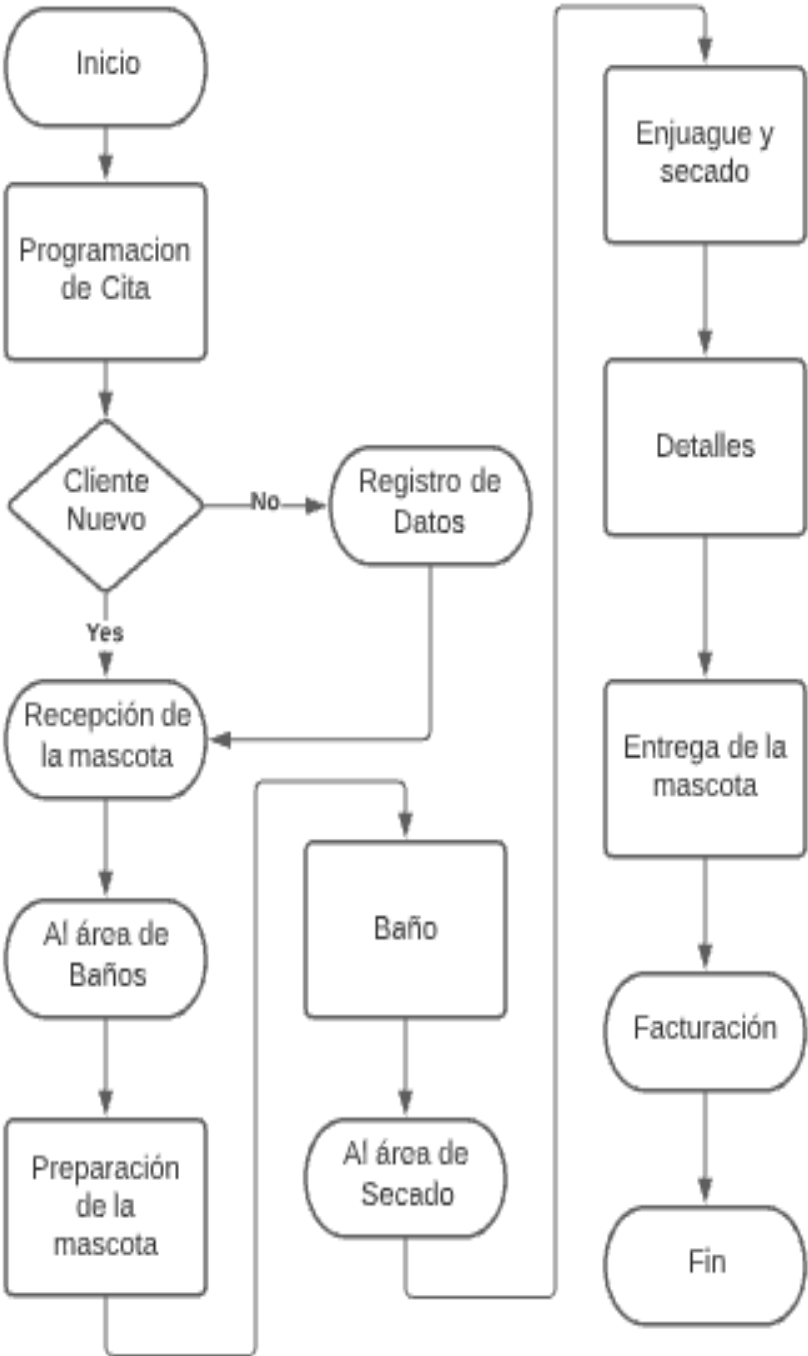 Inicio
Programacion
de Cita
Cliente
Nuevo
No
Registro de
Datos
Yes
Recepción de
la mascota
Al área de
Baños
Preparación
de la
mascota
Baño
Al área de
Secado
Enjuague y
secado
Detalles
Entrega de la
mascota
Facturación
Fin